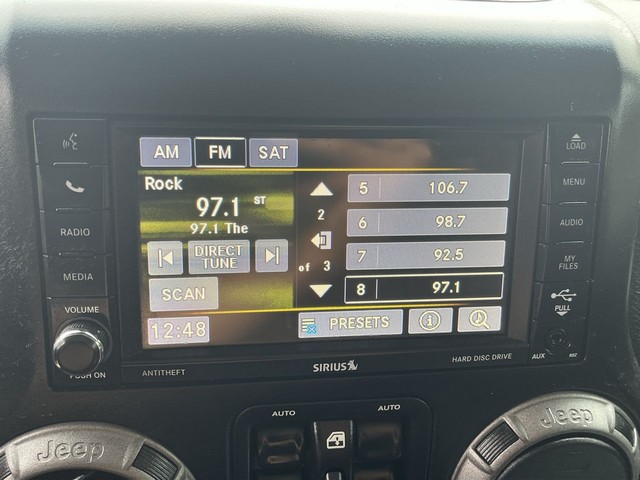 LOAD
AM FM SAT
Rock
97.1 ST
97.1 The
DIRECT
TUNE
SCAN
12:48
2
of 3
5 106.7
6 98.7
7 92.5
8 97.1
PRESETS
RADIO
MEDIA
VOLUME
PUSH ON
MENU
AUDIO
MY
FILES
PULL
AUX
ANTITHEFT
SIRIUS
HARD DISC DRIVE
AUTO
AUTO
Jeep
Jeep